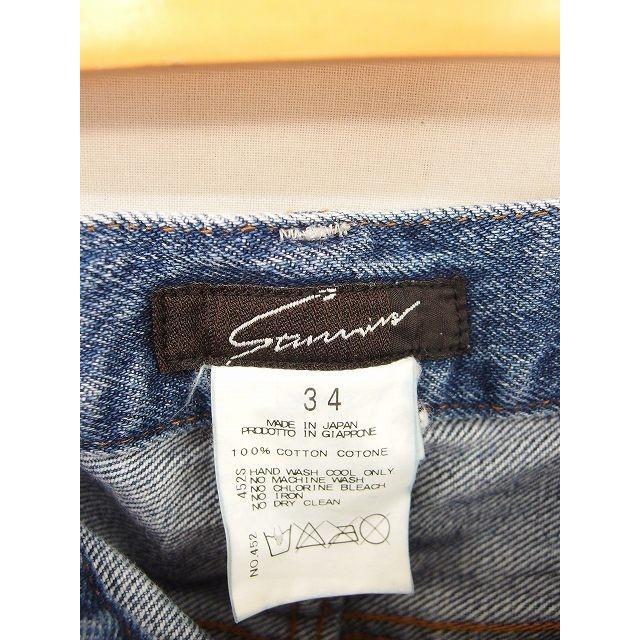 34
MADE IN JAPAN
PRODOTTO IN GIAPPONE
100% COTTON COTONE
452S
HAND WASH COOL ONLY
NO MACHINE WASH
NO CHLORINE BLEACH
NO IRON
NO DRY CLEAN
NO.452